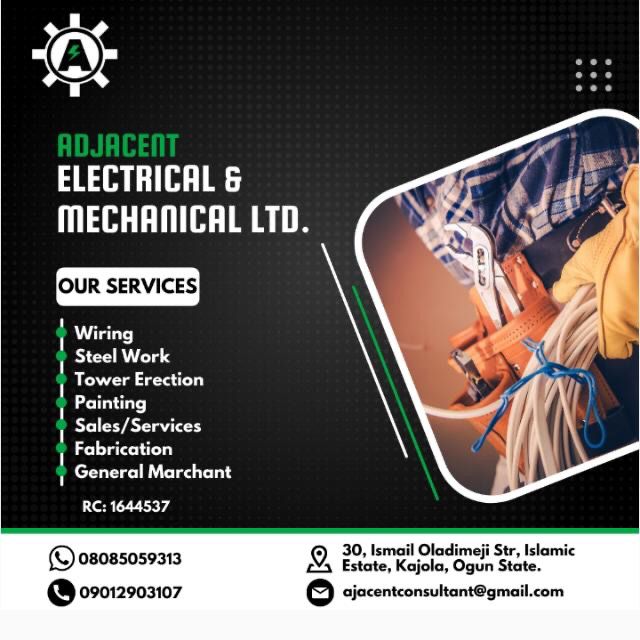 A
ADJACENT
ELECTRICAL &
MECHANICAL LTD.
OUR SERVICES
Wiring
Steel Work
Tower Erection
Painting
Sales/Services
Fabrication
General Marchant
RC: 1644537
08085059313
09012903107
30, Ismail Oladimeji Str, Islamic
Estate, Kajola, Ogun State.
ajacentconsultant@gmail.com